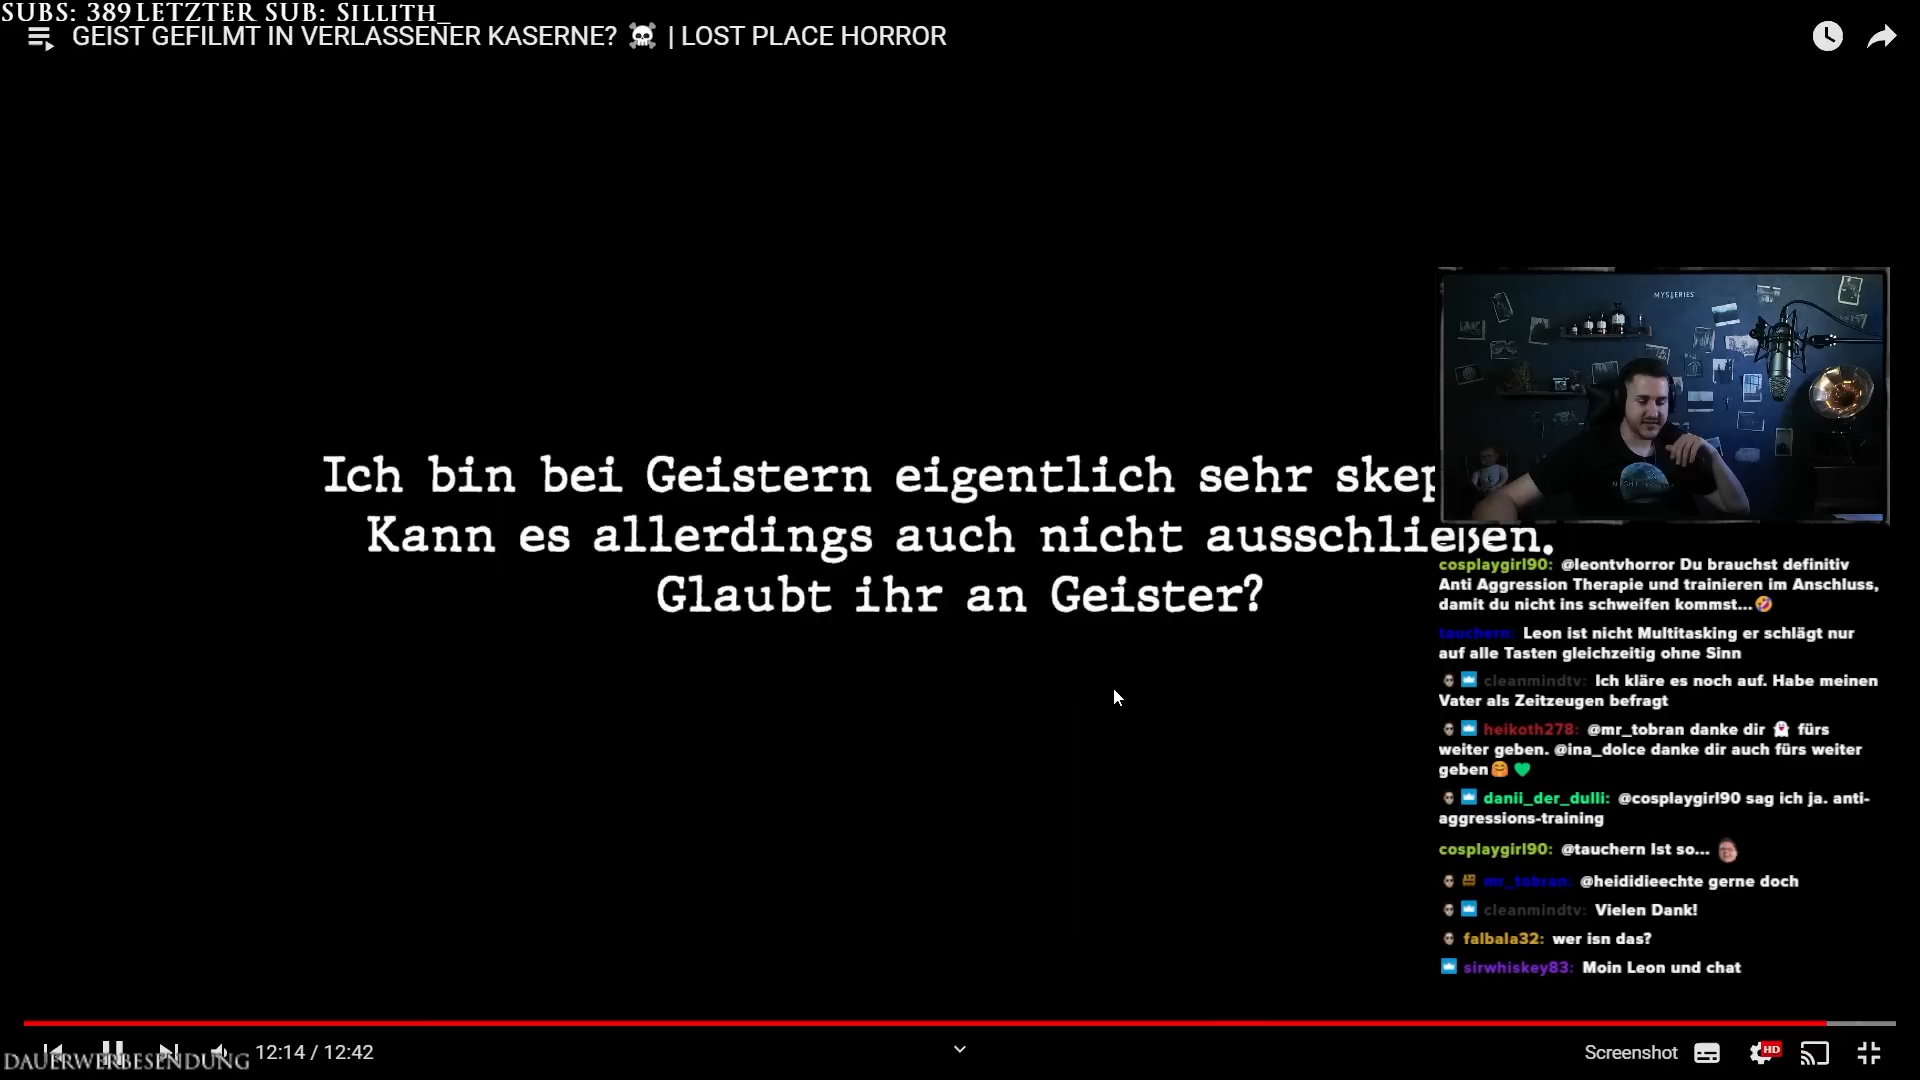 SUBS: 389 LETZTER SUB: SILLITH_
GEIST GEFILMT IN VERLASSENER KASERNE? ☠️ | LOST PLACE HORROR
MYSTERIES
Ich bin bei Geistern eigentlich sehr
Kann es allerdings auch nicht ausschließen.
Glaubt ihr an Geister?
cosplaygirl90: @leontvhorror Du brauchst definitiv
Anti Aggression Therapie und trainieren im Anschluss,
damit du nicht ins schweifen kommst...🤣
tauchern: Leon ist nicht Multitasking er schlägt nur
auf alle Tasten gleichzeitig ohne Sinn
cleanmindtv: Ich kläre es noch auf. Habe meinen
Vater als Zeitzeugen befragt
heikoth278: @mr_tobran danke dir 👻 fürs
weiter geben. @ina_dolce danke dir auch fürs weiter
geben🤗 💚
danii_der_dulli: @cosplaygirl90 sag ich ja. anti-
aggressions-training
cosplaygirl90: @tauchern Ist so...
mr_tobran: @heididieechte gerne doch
cleanmindtv: Vielen Dank!
falbala32: wer isn das?
sirwhiskey83: Moin Leon und chat
DAUERWERBESENDUNG
12:14 / 12:42
Screenshot
HD